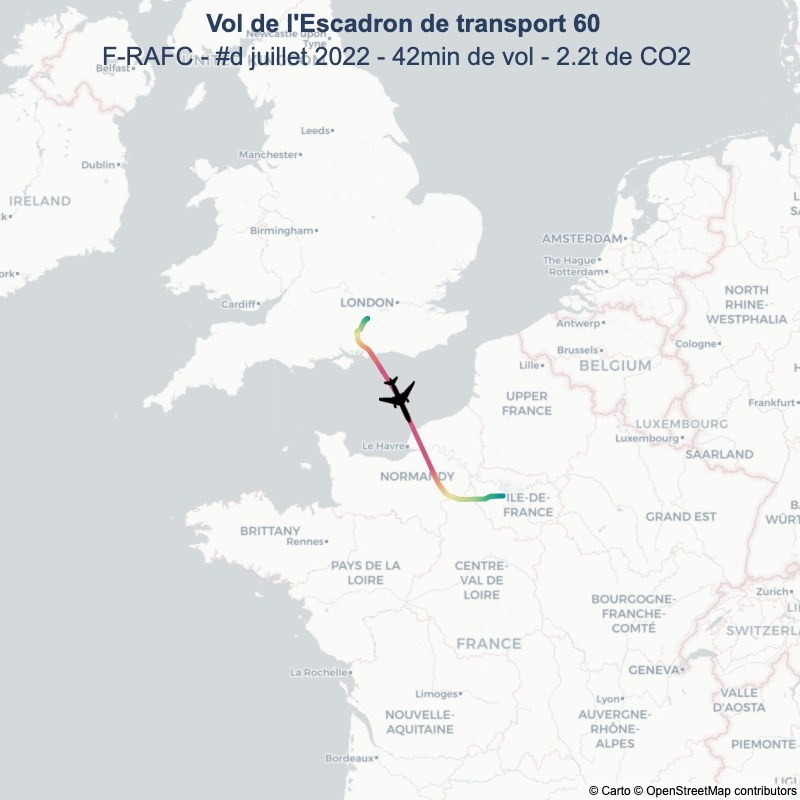 Vol de l'Escadron de transport 60
F-RAFC - #d juillet 2022 - 42min de vol - 2.2t de CO2
Newcastle upon
Tyne
Belfast
Leeds
Manchester
Dublin
IRELAND
Birmingham
AMSTERDAM
The Hague
Rotterdam
NORTH
RHINE-
WESTPHALIA
Cardiff
LONDON
Antwerp
Cologne
Brussels
BELGIUM
Lille
Frankfurt
UPPER
FRANCE
LUXEMBOURG
Luxembourg
SAARLAND
Le Havre
NORMANDY
ILE-DE-
FRANCE
GRAND EST
BRITTANY
Rennes
PAYS DE LA
LOIRE
CENTRE-
VAL DE
LOIRE
BOURGOGNE-
FRANCHE-
COMTÉ
Zurich
SWITZERLA
FRANCE
GENEVA
La Rochelle
Limoges
Lyon
VALLE
D'AOSTA
NOUVELLE-
AQUITAINE
AUVERGNE-
RHÔNE-
ALPES
PIEMONTE
Bordeaux
© Carto © OpenStreetMap contributors